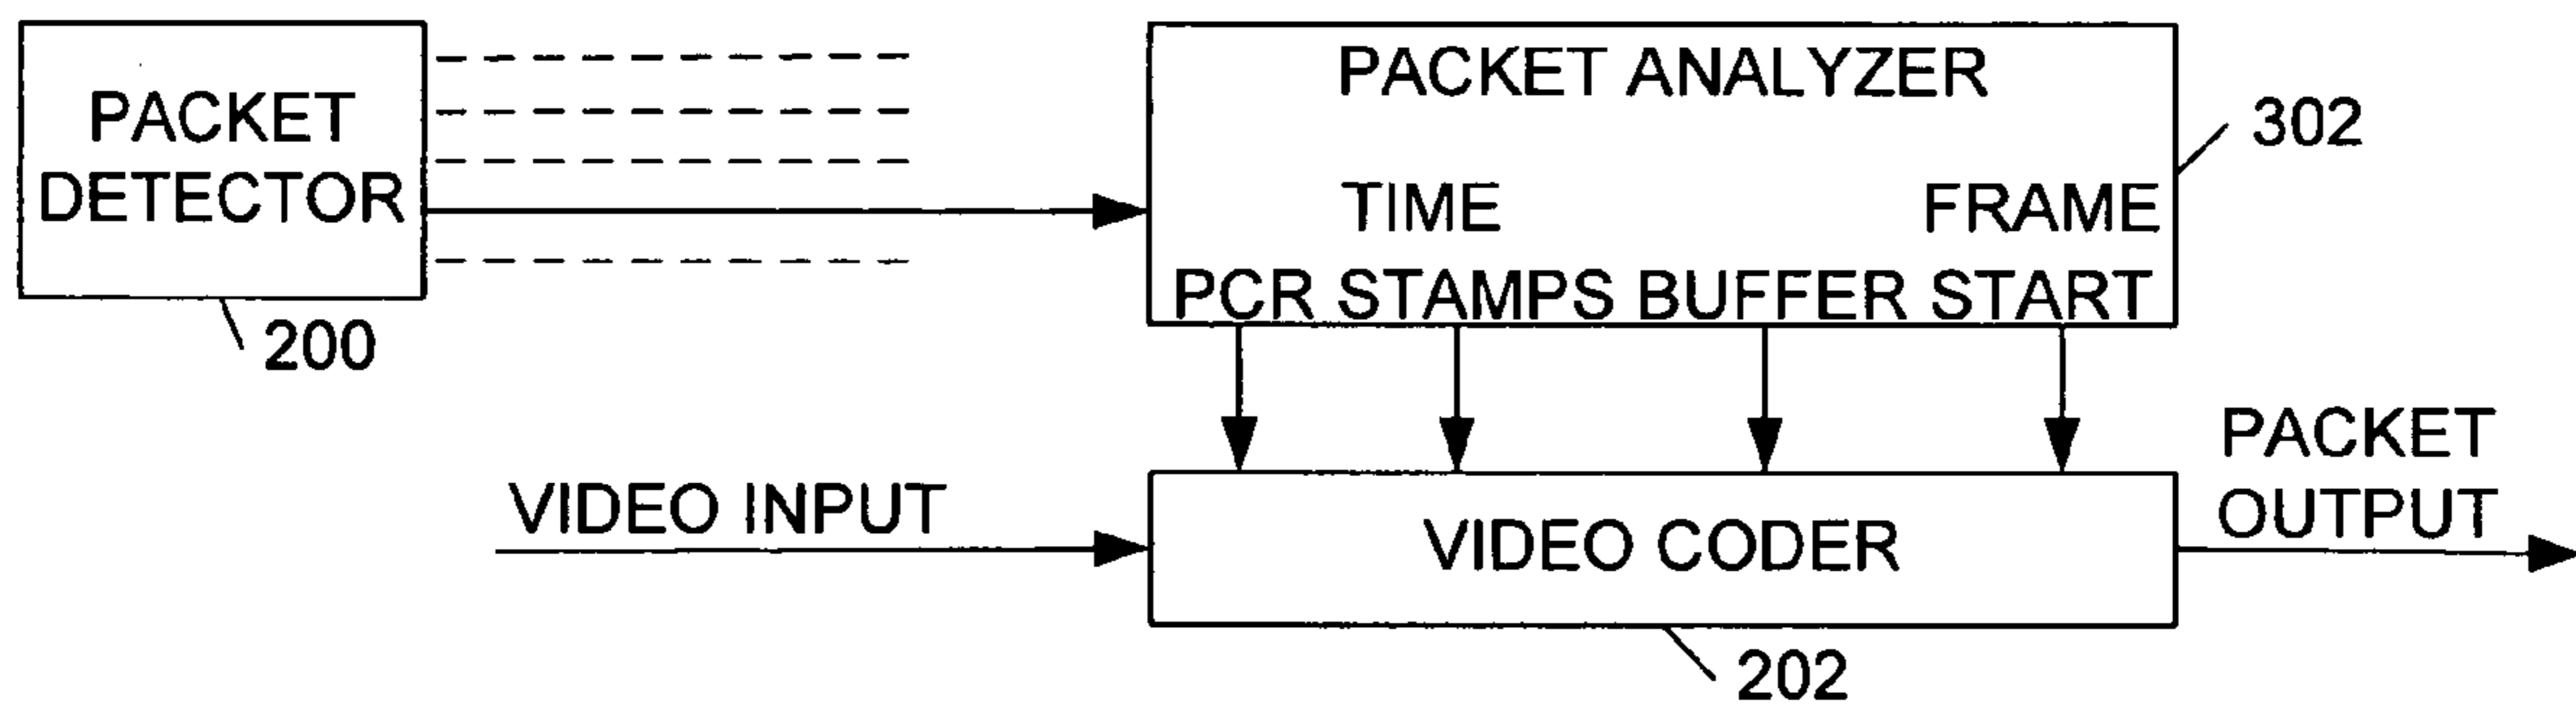 PACKET
DETECTOR
200
PACKET ANALYZER
302
TIME FRAME
PCR STAMPS BUFFER START
VIDEO INPUT
VIDEO CODER
202
PACKET
OUTPUT